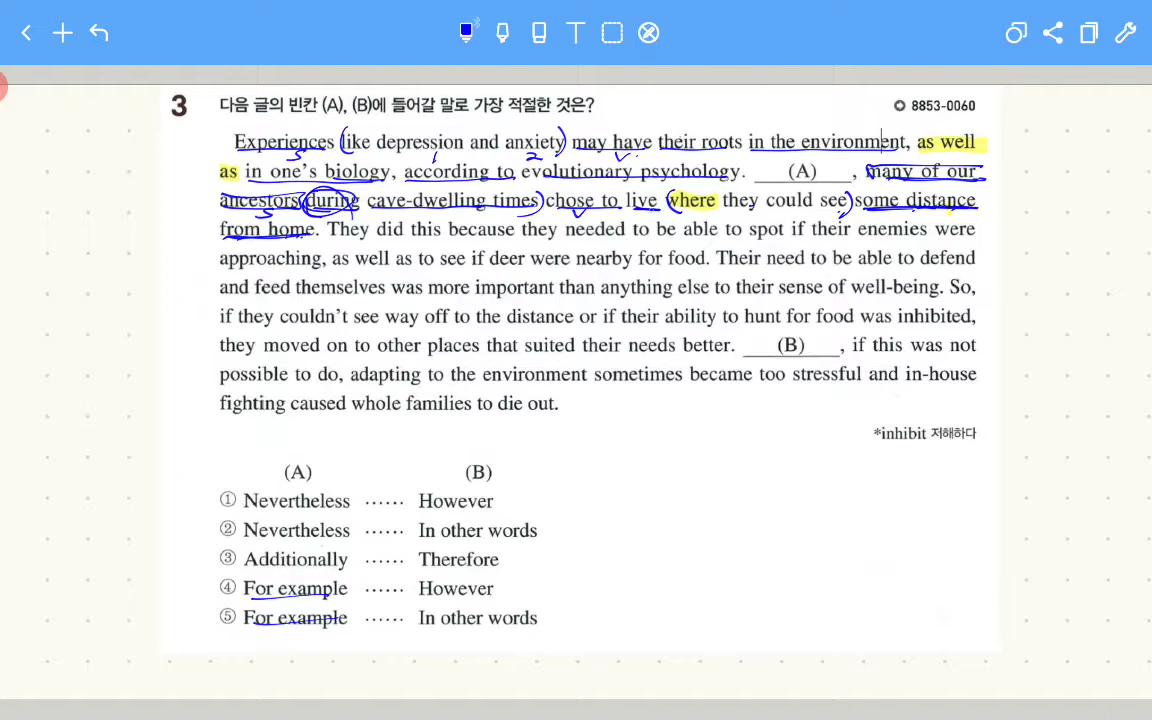 3 다음 글의 빈칸 (A), (B)에 들어갈 말로 가장 적절한 것은? 8853-0060
Experiences (like depression and anxiety) may have their roots in the environment, as well
as in one's biology, according to evolutionary psychology. (A) , many of our
ancestors (during cave-dwelling times) chose to live (where they could see) some distance
from home. They did this because they needed to be able to spot if their enemies were
approaching, as well as to see if deer were nearby for food. Their need to be able to defend
and feed themselves was more important than anything else to their sense of well-being. So,
if they couldn't see way off to the distance or if their ability to hunt for food was inhibited,
they moved on to other places that suited their needs better. (B) , if this was not
possible to do, adapting to the environment sometimes became too stressful and in-house
fighting caused whole families to die out.
*inhibit 저해하다
(A) (B)
① Nevertheless ······ However
② Nevertheless ······ In other words
③ Additionally ······ Therefore
④ For example ······ However
⑤ For example ······ In other words